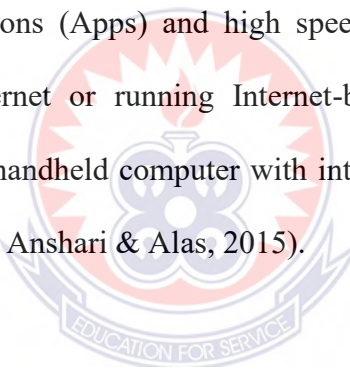 ons (Apps) and high spee
ernet or running Internet-b
handheld computer with int
Anshari & Alas, 2015).
EDUCATION FOR SERVICE